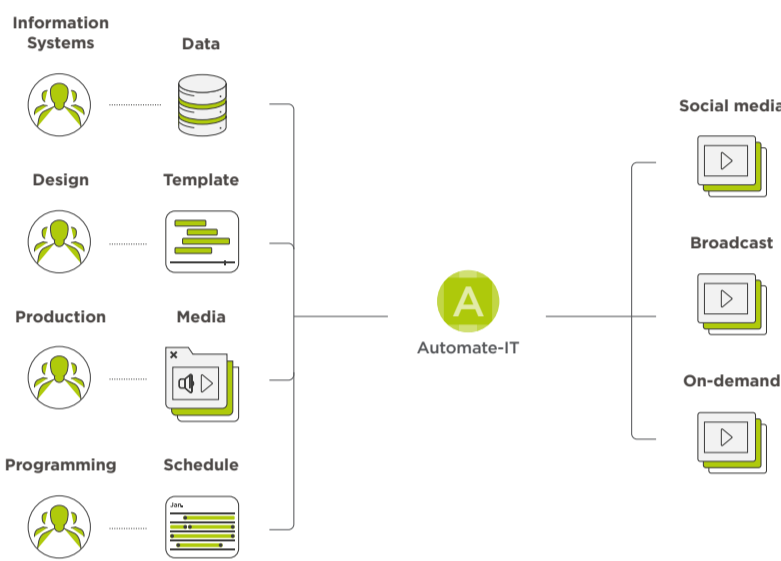 Information
Systems
Data
Design
Template
Production
Media
Programming
Schedule
Jan.
A
Automate-IT
Social media
Broadcast
On-demand